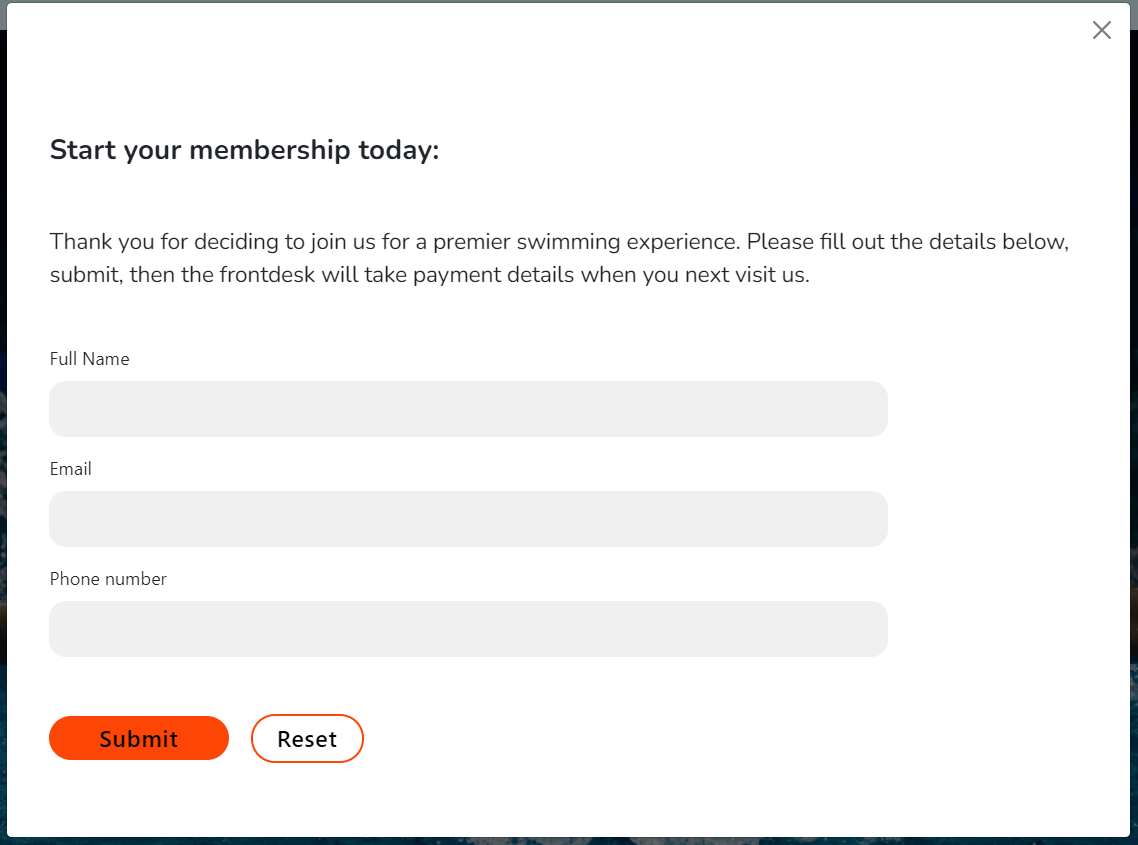 Start your membership today:
Thank you for deciding to join us for a premier swimming experience. Please fill out the details below,
submit, then the frontdesk will take payment details when you next visit us.
Full Name
Email
Phone number
Submit
Reset